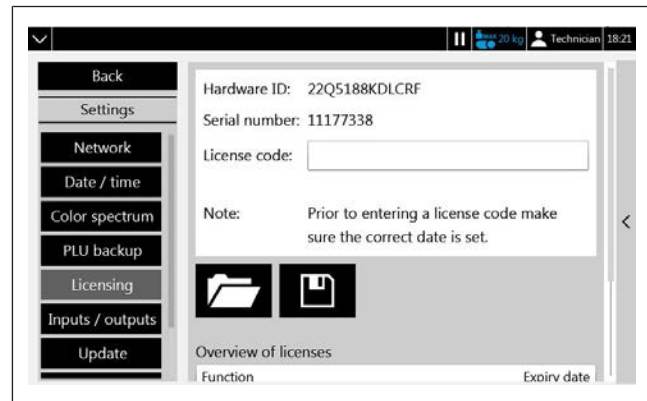 MAX 20 kg Technician 18:21
Back
Settings
Network
Date / time
Color spectrum
PLU backup
Licensing
Inputs / outputs
Update
Hardware ID: 22Q5188KDLCRF
Serial number: 11177338
License code:
Note: Prior to entering a license code make
sure the correct date is set.
Overview of licenses
Function Expiry date